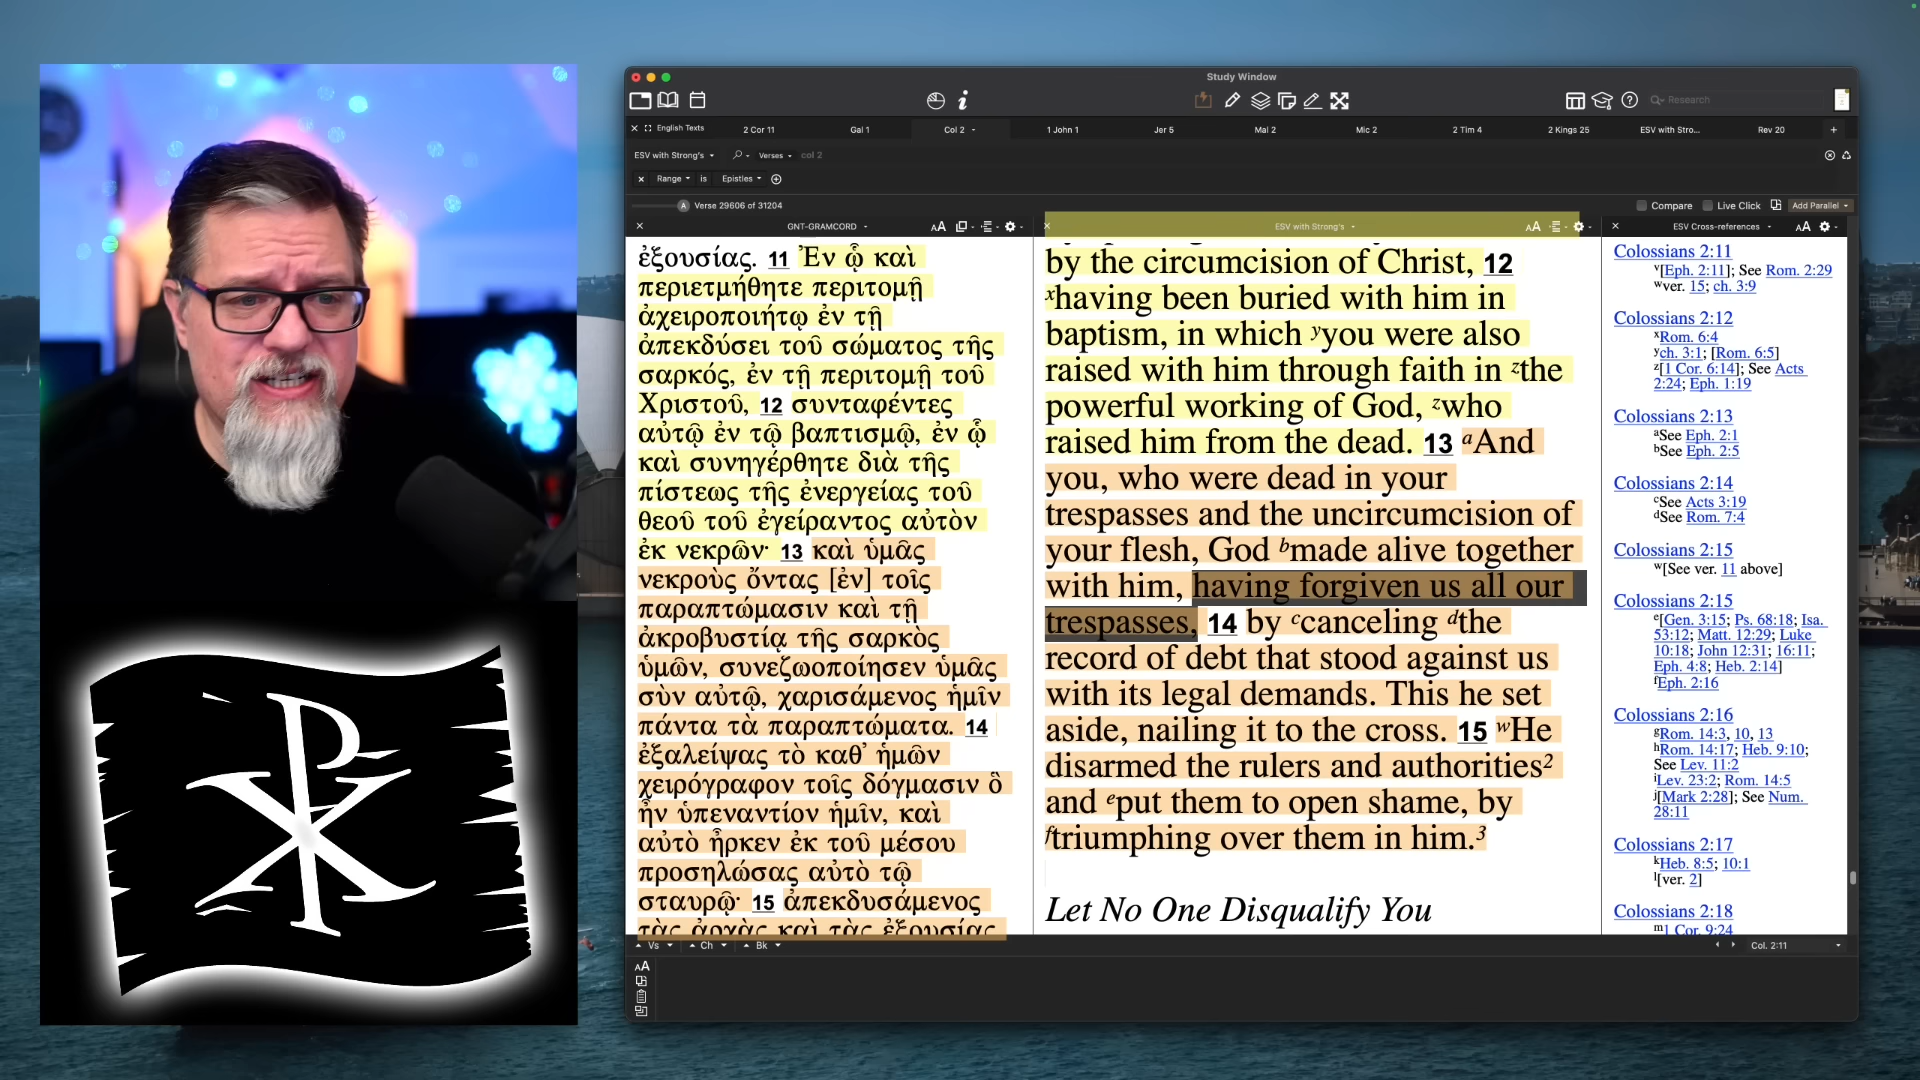 Study Window
Research
English Texts
2 Cor 11
Gal 1
Col 2
1 John 1
Jer 5
Mal 2
Mic 2
2 Tim 4
2 Kings 25
ESV with Stro...
Rev 20
ESV with Strong's
Verses
col 2
Range
is
Epistles
A Verse 29606 of 31204
Compare
Live Click
Add Parallel
GNT-GRAMCORD
ἐξουσίας. 11 Ἐν ᾧ καὶ
περιετμήθητε περιτομῇ
ἀχειροποιήτῳ ἐν τῇ
ἀπεκδύσει τοῦ σώματος τῆς
σαρκός, ἐν τῇ περιτομῇ τοῦ
Χριστοῦ, 12 συνταφέντες
αὐτῷ ἐν τῷ βαπτισμῷ, ἐν ᾧ
καὶ συνηγέρθητε διὰ τῆς
πίστεως τῆς ἐνεργείας τοῦ
θεοῦ τοῦ ἐγείραντος αὐτὸν
ἐκ νεκρῶν· 13 καὶ ὑμᾶς
νεκροὺς ὄντας [ἐν] τοῖς
παραπτώμασιν καὶ τῇ
ἀκροβυστίᾳ τῆς σαρκὸς
ὑμῶν, συνεζωοποίησεν ὑμᾶς
σὺν αὐτῷ, χαρισάμενος ἡμῖν
πάντα τὰ παραπτώματα. 14
ἐξαλείψας τὸ καθ’ ἡμῶν
χειρόγραφον τοῖς δόγμασιν ὃ
ἦν ὑπεναντίον ἡμῖν, καὶ
αὐτὸ ἦρκεν ἐκ τοῦ μέσου
προσηλώσας αὐτὸ τῷ
σταυρῷ· 15 ἀπεκδυσάμενος
τὰς ἀρχὰς καὶ τὰς ἐξουσίας
ESV with Strong's
by the circumcision of Christ, 12
xhaving been buried with him in
baptism, in which yyou were also
raised with him through faith in zthe
powerful working of God, zwho
raised him from the dead. 13 aAnd
you, who were dead in your
trespasses and the uncircumcision of
your flesh, God bmade alive together
with him, having forgiven us all our
trespasses, 14 by ccanceling dthe
record of debt that stood against us
with its legal demands. This he set
aside, nailing it to the cross. 15 wHe
disarmed the rulers and authorities2
and eput them to open shame, by
ftriumphing over them in him.3
Let No One Disqualify You
ESV Cross-references
Colossians 2:11
v[Eph. 2:11]; See Rom. 2:29
wver. 15; ch. 3:9
Colossians 2:12
xRom. 6:4
ych. 3:1; [Rom. 6:5]
z[1 Cor. 6:14]; See Acts
2:24; Eph. 1:19
Colossians 2:13
aSee Eph. 2:1
bSee Eph. 2:5
Colossians 2:14
cSee Acts 3:19
dSee Rom. 7:4
Colossians 2:15
w[See ver. 11 above]
Colossians 2:15
e[Gen. 3:15; Ps. 68:18; Isa.
53:12; Matt. 12:29; Luke
10:18; John 12:31; 16:11;
Eph. 4:8; Heb. 2:14]
fEph. 2:16
Colossians 2:16
gRom. 14:3, 10, 13
hRom. 14:17; Heb. 9:10;
See Lev. 11:2
iLev. 23:2; Rom. 14:5
j[Mark 2:28]; See Num.
28:11
Colossians 2:17
kHeb. 8:5; 10:1
l[ver. 2]
Colossians 2:18
m1 Cor. 9:24
Vs
Ch
Bk
Col. 2:11